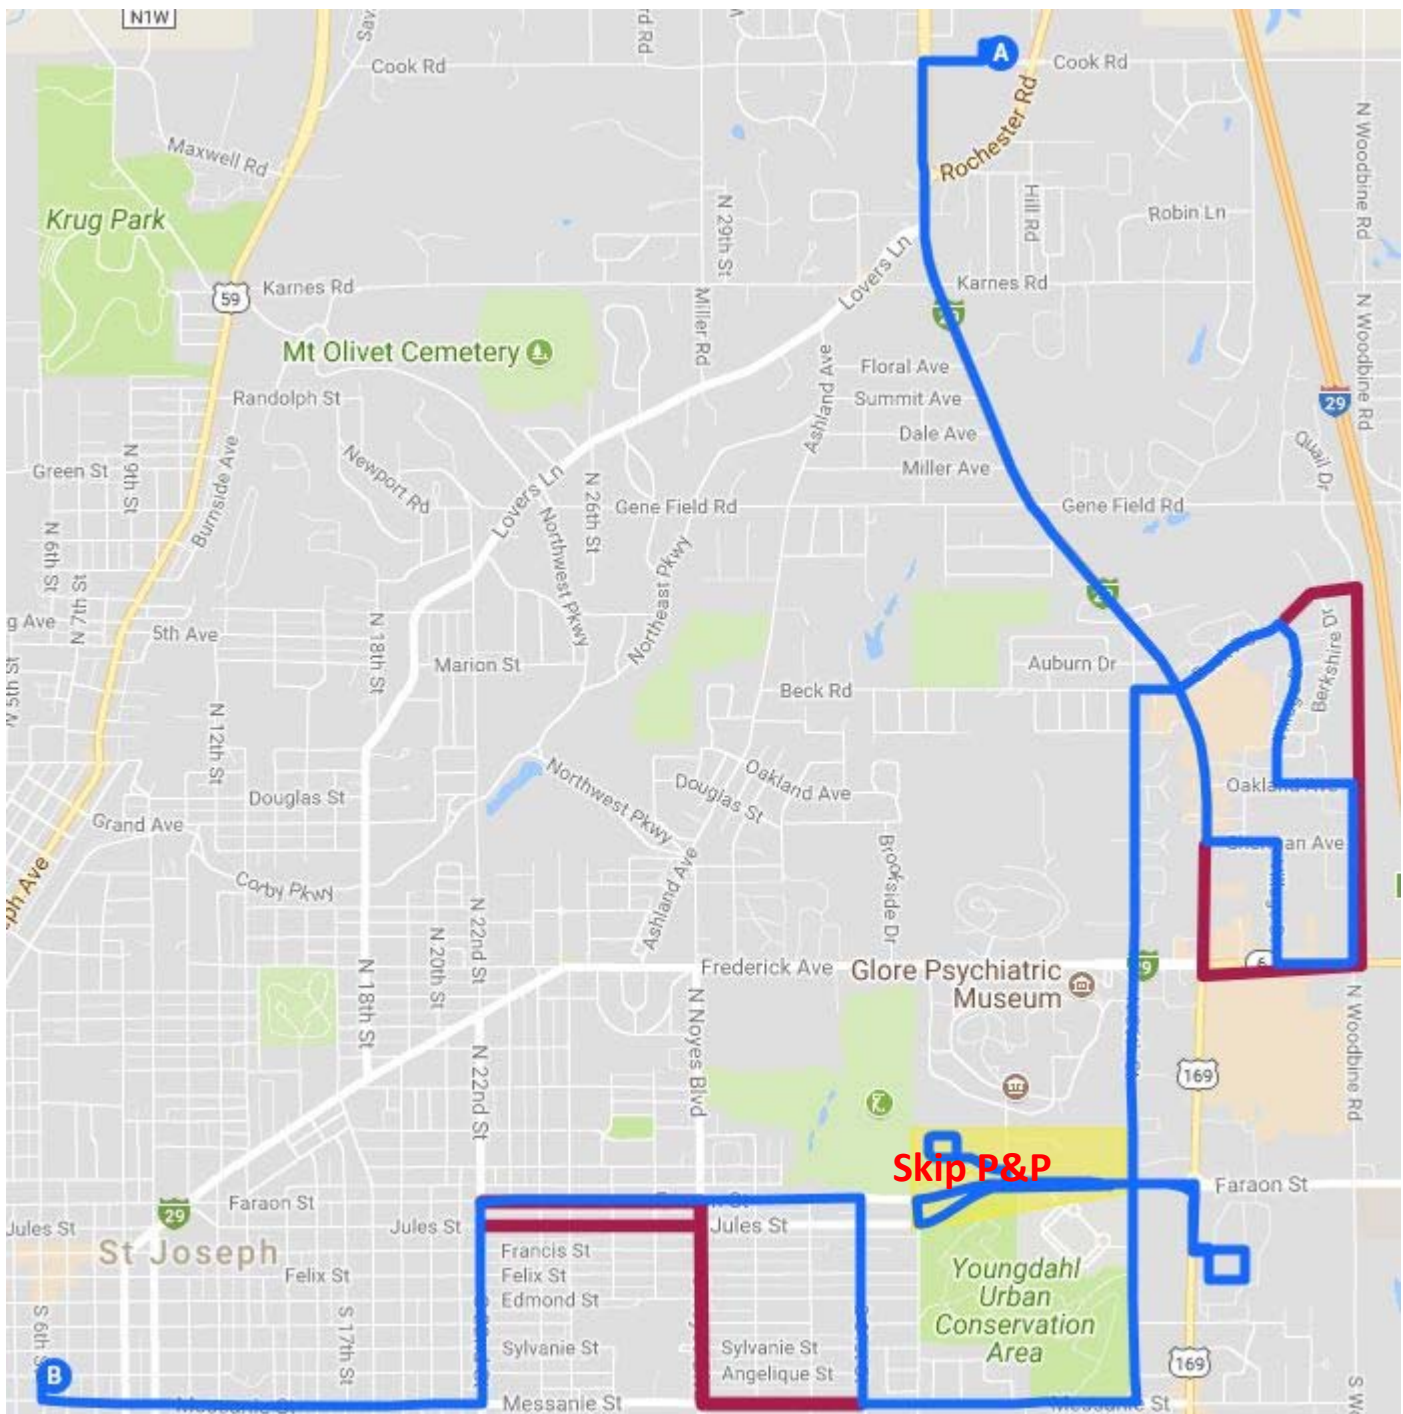 N1W
Cook Rd
A
Cook Rd
Rochester Rd
Maxwell Rd
Krug Park
N 29th St
Hill Rd
Robin Ln
N Woodbine Rd
Lovers Ln
59
Karnes Rd
Karnes Rd
Miller Rd
N Woodbine Rd
Mt Olivet Cemetery
Ashland Ave
Floral Ave
Randolph St
Summit Ave
29
Dale Ave
Green St
N 9th St
Burnside Ave
Newport Rd
Lovers Ln
N 26th St
Miller Ave
Quail Dr
Gene Field Rd
Gene Field Rd
N 6th St
Northwest Pkwy
Northeast Pkwy
N 7th St
g Ave
5th Ave
N 18th St
Marion St
Auburn Dr
Berkshire Dr
N 12th St
Beck Rd
Northwest Pkwy
Douglas St
Oakland Ave
Douglas St
Grand Ave
Brookside Dr
Corby Pkwy
Ashland Ave
ph Ave
N 22nd St
N 20th St
N 18th St
Frederick Ave
Glore Psychiatric
Museum
6
N Noyes Blvd
N Woodbine Rd
N 22nd St
169
Skip P&P
Faraon St
Faraon St
29
Jules St
Jules St
Jules St
St Joseph
Francis St
Felix St
Felix St
Edmond St
Youngdahl
Urban
Conservation
Area
S 6th St
S 17th St
Sylvanie St
Sylvanie St
Angelique St
169
B
Messanie St
Messanie St
Messanie St